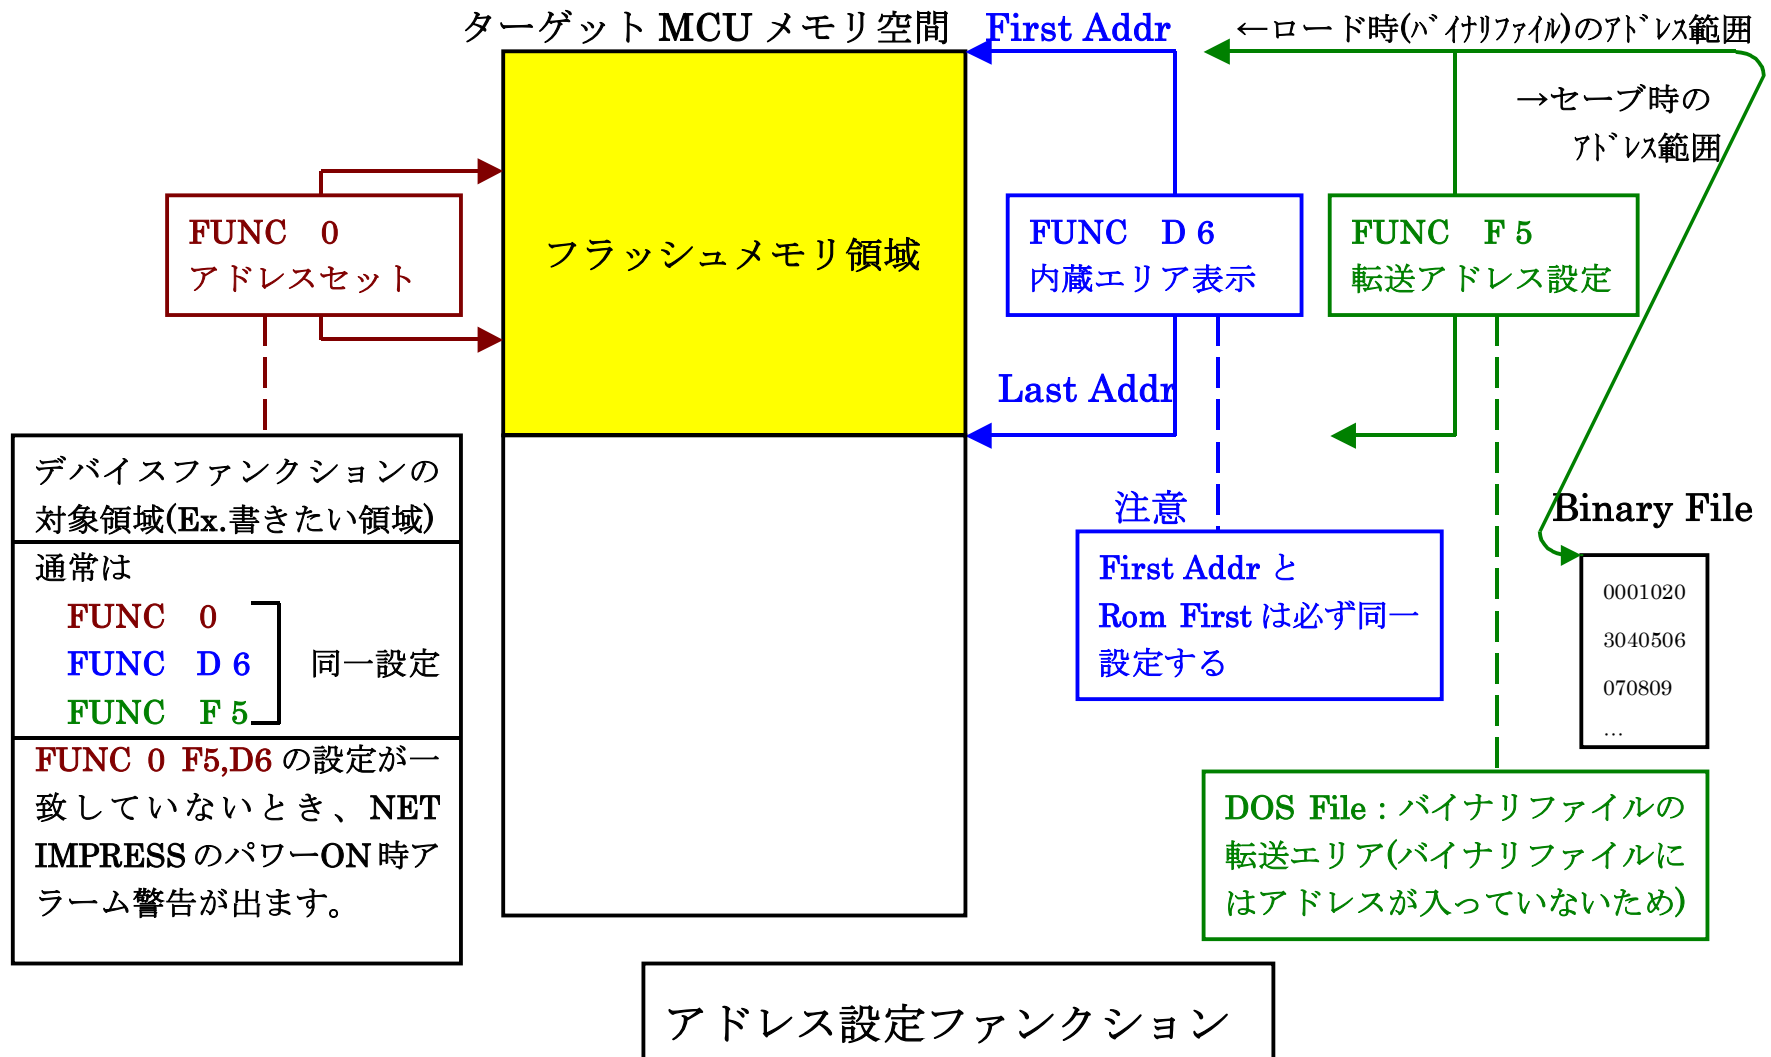 ターゲット MCU メモリ空間
First Addr
←ロード時(ﾊﾞｲﾅﾘﾌｧｲﾙ)のｱﾄﾞﾚｽ範囲
→セーブ時の
ｱﾄﾞﾚｽ範囲
FUNC 0
アドレスセット
フラッシュメモリ領域
FUNC D 6
内蔵エリア表示
FUNC F 5
転送アドレス設定
Last Addr
デバイスファンクションの
対象領域(Ex.書きたい領域)
通常は
FUNC 0
FUNC D 6
FUNC F 5
同一設定
FUNC 0 F5,D6 の設定が一
致していないとき、NET
IMPRESS のパワーON 時ア
ラーム警告が出ます。
注意
First Addr と
Rom First は必ず同一
設定する
Binary File
0001020
3040506
070809
…
DOS File : バイナリファイルの
転送エリア(バイナリファイルに
はアドレスが入っていないため)
アドレス設定ファンクション